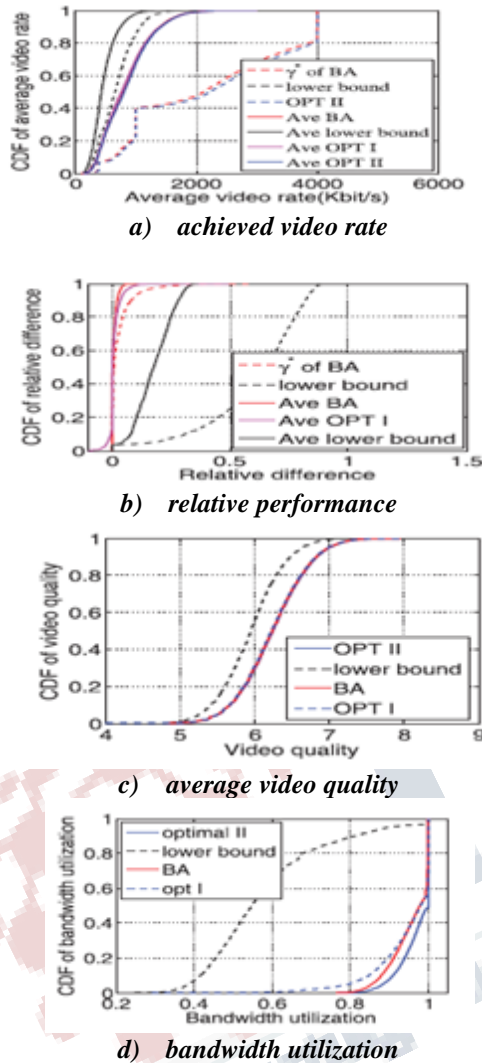 CDF of average video rate
1
0.8
0.6
0.4
0.2
0
γ* of BA
lower bound
OPT II
Ave BA
Ave lower bound
Ave OPT I
Ave OPT II
0 2000 4000 6000
Average video rate(Kbit/s)
a) achieved video rate
CDF of relative difference
1
0.8
0.6
0.4
0.2
0
γ* of BA
lower bound
Ave BA
Ave OPT I
Ave lower bound
0 0.5 1 1.5
Relative difference
b) relative performance
CDF of video quality
1
0.8
0.6
0.4
0.2
0
OPT II
lower bound
BA
OPT I
4 5 6 7 8 9
Video quality
c) average video quality
CDF of bandwidth utilization
1
0.8
0.6
0.4
0.2
0
optimal II
lower bound
BA
opt I
0.2 0.4 0.6 0.8 1
Bandwidth utilization
d) bandwidth utilization